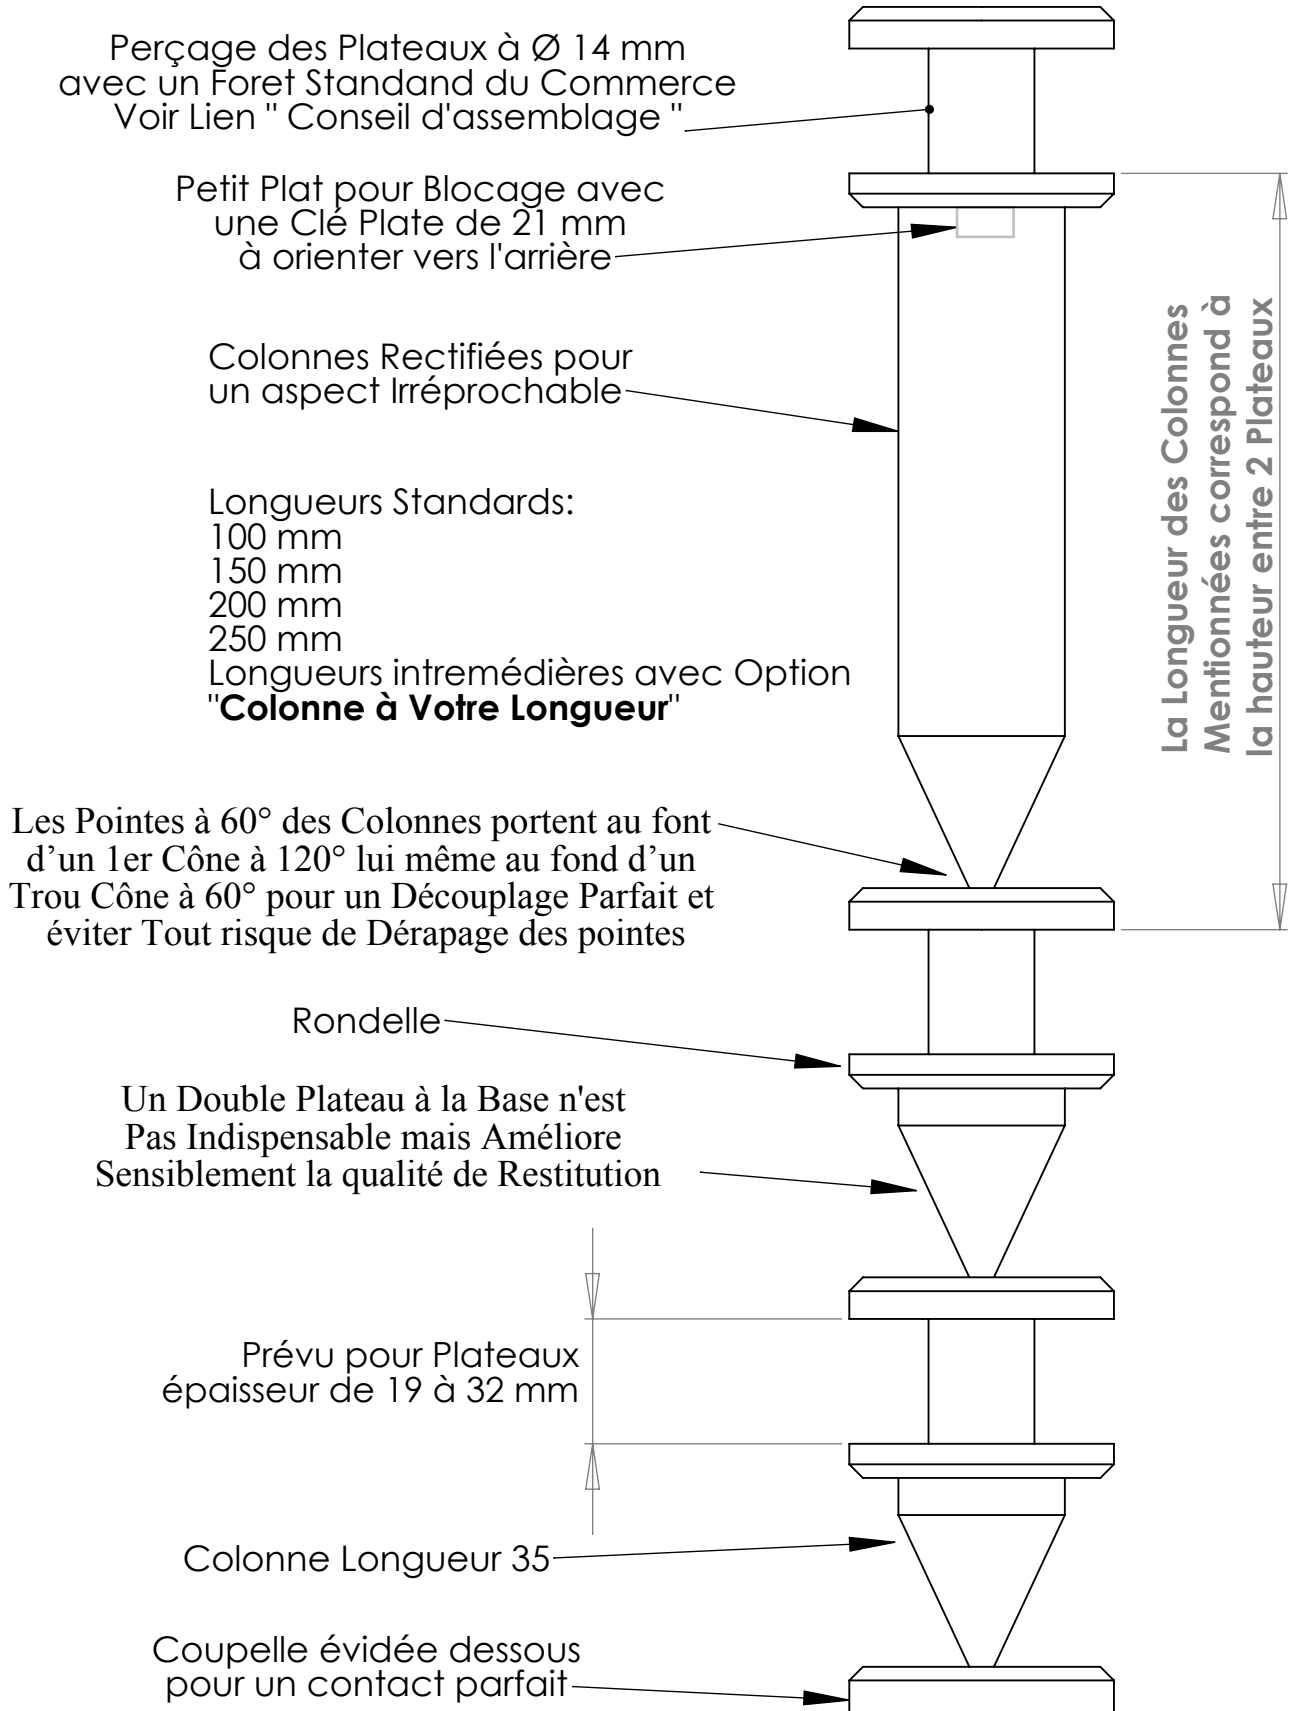 Perçage des Plateaux à Ø 14 mm
avec un Foret Standand du Commerce
Voir Lien " Conseil d'assemblage "
Petit Plat pour Blocage avec
une Clé Plate de 21 mm
à orienter vers l'arrière
La Longueur des Colonnes
Mentionnées correspond à
la hauteur entre 2 Plateaux
Colonnes Rectifiées pour
un aspect Irréprochable
Longueurs Standards:
100 mm
150 mm
200 mm
250 mm
Longueurs intremédières avec Option
"Colonne à Votre Longueur"
Les Pointes à 60° des Colonnes portent au font
d’un 1er Cône à 120° lui même au fond d’un
Trou Cône à 60° pour un Découplage Parfait et
éviter Tout risque de Dérapage des pointes
Rondelle
Un Double Plateau à la Base n'est
Pas Indispensable mais Améliore
Sensiblement la qualité de Restitution
Prévu pour Plateaux
épaisseur de 19 à 32 mm
Colonne Longueur 35
Coupelle évidée dessous
pour un contact parfait